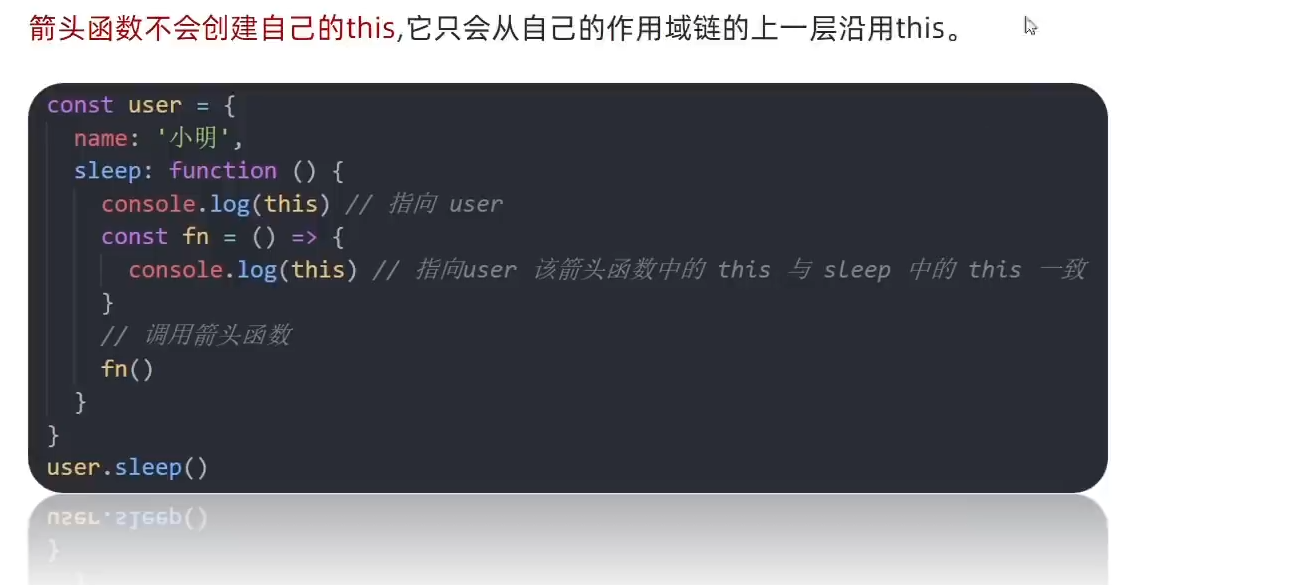 箭头函数不会创建自己的this,它只会从自己的作用域链的上一层沿用this。
const user = {
name: '小明',
sleep: function () {
console.log(this) // 指向 user
const fn = () => {
console.log(this) // 指向user 该箭头函数中的 this 与 sleep 中的 this 一致
}
// 调用箭头函数
fn()
}
}
user.sleep()